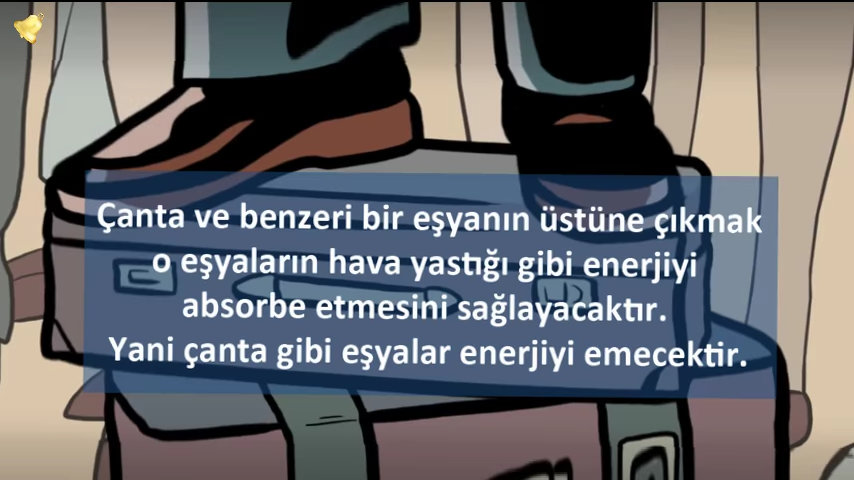 Çanta ve benzeri bir eşyanın üstüne çıkmak
o eşyaların hava yastığı gibi enerjiyi
absorbe etmesini sağlayacaktır.
Yani çanta gibi eşyalar enerjiyi emecektir.